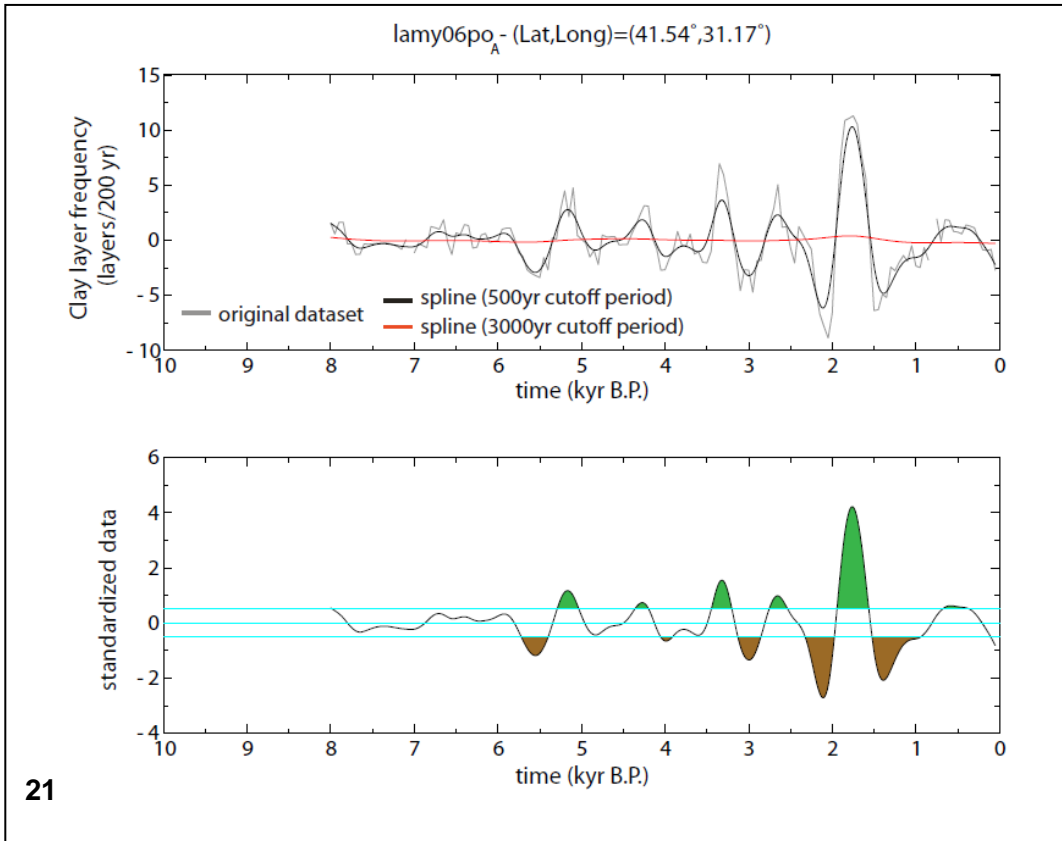 lamy06po_A- (Lat,Long)=(41.54°,31.17°)
15
10
5
0
- 5
- 10
Clay layer frequency
(layers/200 yr)
original dataset
spline (500yr cutoff period)
spline (3000yr cutoff period)
10 9 8 7 6 5 4 3 2 1 0
time (kyr B.P.)
6
4
2
0
- 2
- 4
standardized data
10 9 8 7 6 5 4 3 2 1 0
time (kyr B.P.)
21